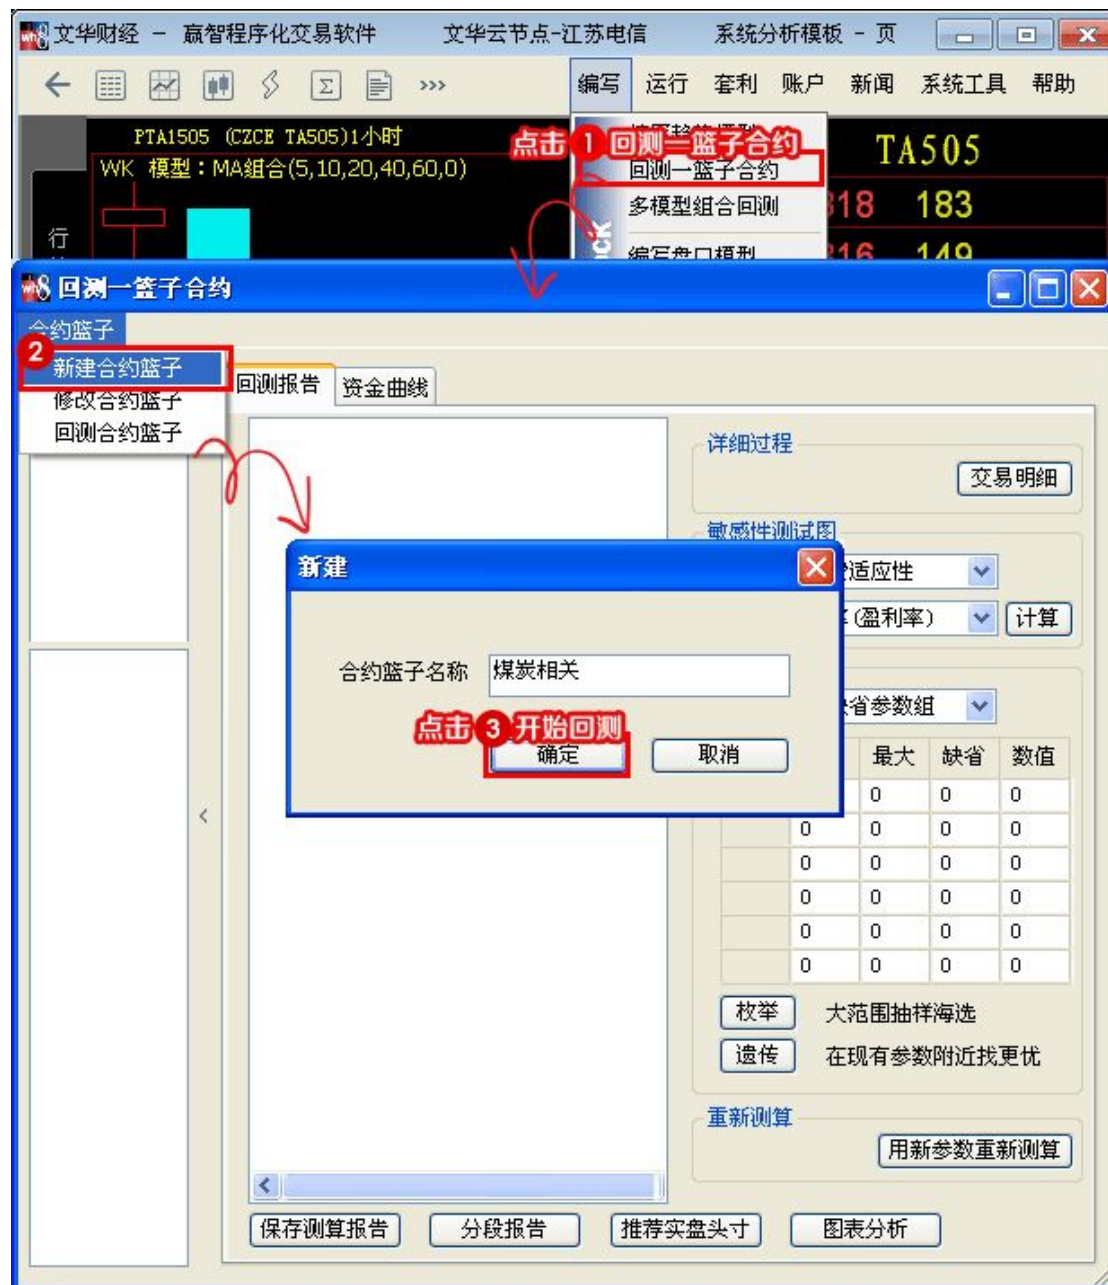 文华财经 - 赢智程序化交易软件 文华云节点-江苏电信 系统分析模板 - 页
>>> 编写 运行 套利 账户 新闻 系统工具 帮助
PTA1505 (CZCE TA505)1小时
WK 模型：MA组合(5,10,20,40,60,0)
点击 1 回测一篮子合约
回测一篮子合约
多模型组合回测
编写盘口模型
TA505
318 183
316 149
行
回测一篮子合约
合约篮子
2 新建合约篮子
修改合约篮子
回测合约篮子
回测报告 资金曲线
详细过程
交易明细
敏感性测试图
适应性
(盈利率) 计算
新建
合约篮子名称 煤炭相关
点击 3 开始回测
确定 取消
省参数组
最大 缺省 数值
0 0 0
0 0 0 0
0 0 0 0
0 0 0 0
0 0 0 0
0 0 0 0
枚举 大范围抽样海选
遗传 在现有参数附近找更优
重新测算
用新参数重新测算
保存测算报告 分段报告 推荐实盘头寸 图表分析